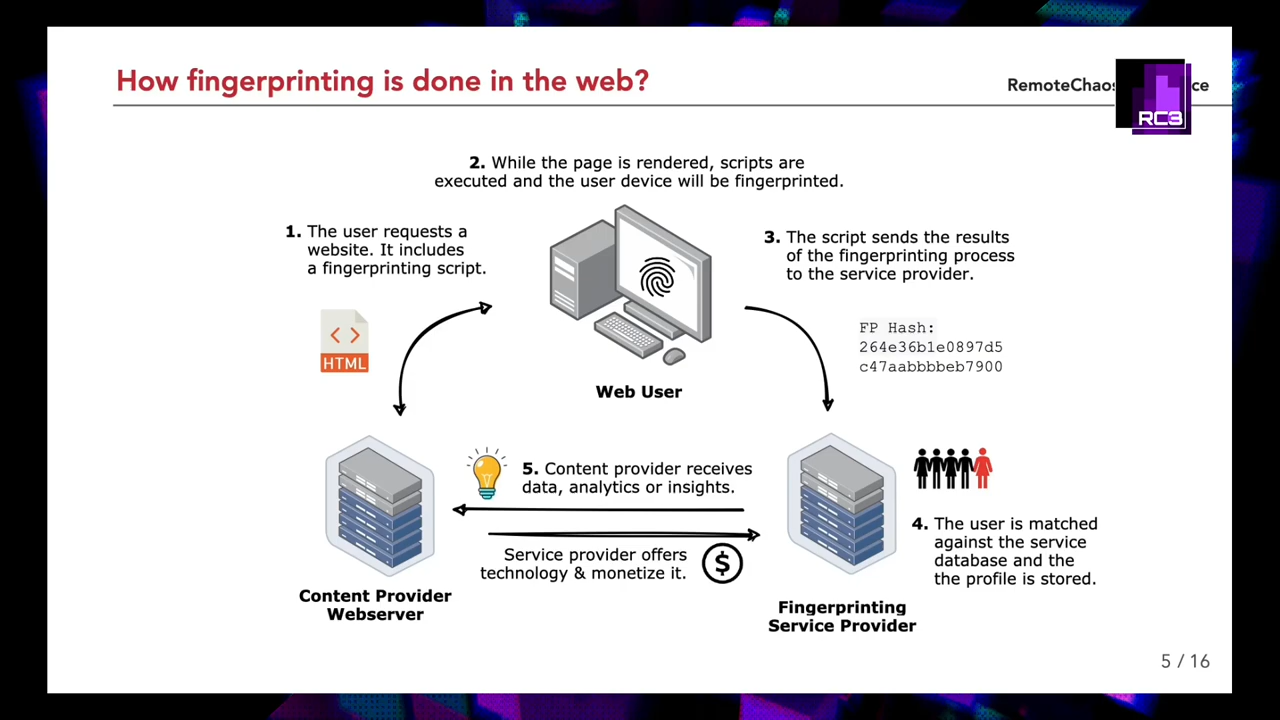 How fingerprinting is done in the web?
RemoteChaos
ce
RC3
2. While the page is rendered, scripts are
executed and the user device will be fingerprinted.
1. The user requests a
website. It includes
a fingerprinting script.
3. The script sends the results
of the fingerprinting process
to the service provider.
HTML
FP Hash:
264e36b1e0897d5
c47aabbbbeb7900
Web User
5. Content provider receives
data, analytics or insights.
4. The user is matched
against the service
database and the
the profile is stored.
Service provider offers
technology & monetize it.
$
Content Provider
Webserver
Fingerprinting
Service Provider
5 / 16